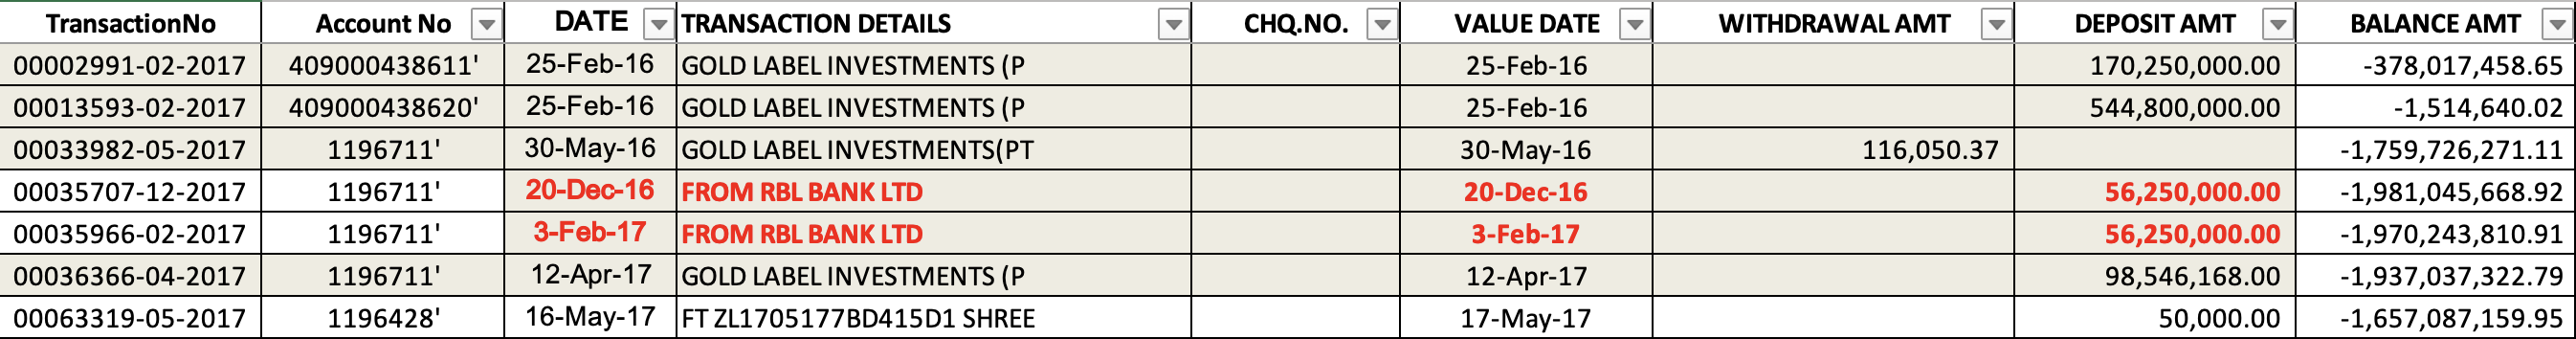 TransactionNo Account No DATE TRANSACTION DETAILS CHQ.NO. VALUE DATE WITHDRAWAL AMT DEPOSIT AMT BALANCE AMT
00002991-02-2017 409000438611' 25-Feb-16 GOLD LABEL INVESTMENTS (P 25-Feb-16 170,250,000.00 -378,017,458.65
00013593-02-2017 409000438620' 25-Feb-16 GOLD LABEL INVESTMENTS (P 25-Feb-16 544,800,000.00 -1,514,640.02
00033982-05-2017 1196711' 30-May-16 GOLD LABEL INVESTMENTS(PT 30-May-16 116,050.37 -1,759,726,271.11
00035707-12-2017 1196711' 20-Dec-16 FROM RBL BANK LTD 20-Dec-16 56,250,000.00 -1,981,045,668.92
00035966-02-2017 1196711' 3-Feb-17 FROM RBL BANK LTD 3-Feb-17 56,250,000.00 -1,970,243,810.91
00036366-04-2017 1196711' 12-Apr-17 GOLD LABEL INVESTMENTS (P 12-Apr-17 98,546,168.00 -1,937,037,322.79
00063319-05-2017 1196428' 16-May-17 FT ZL1705177BD415D1 SHREE 17-May-17 50,000.00 -1,657,087,159.95